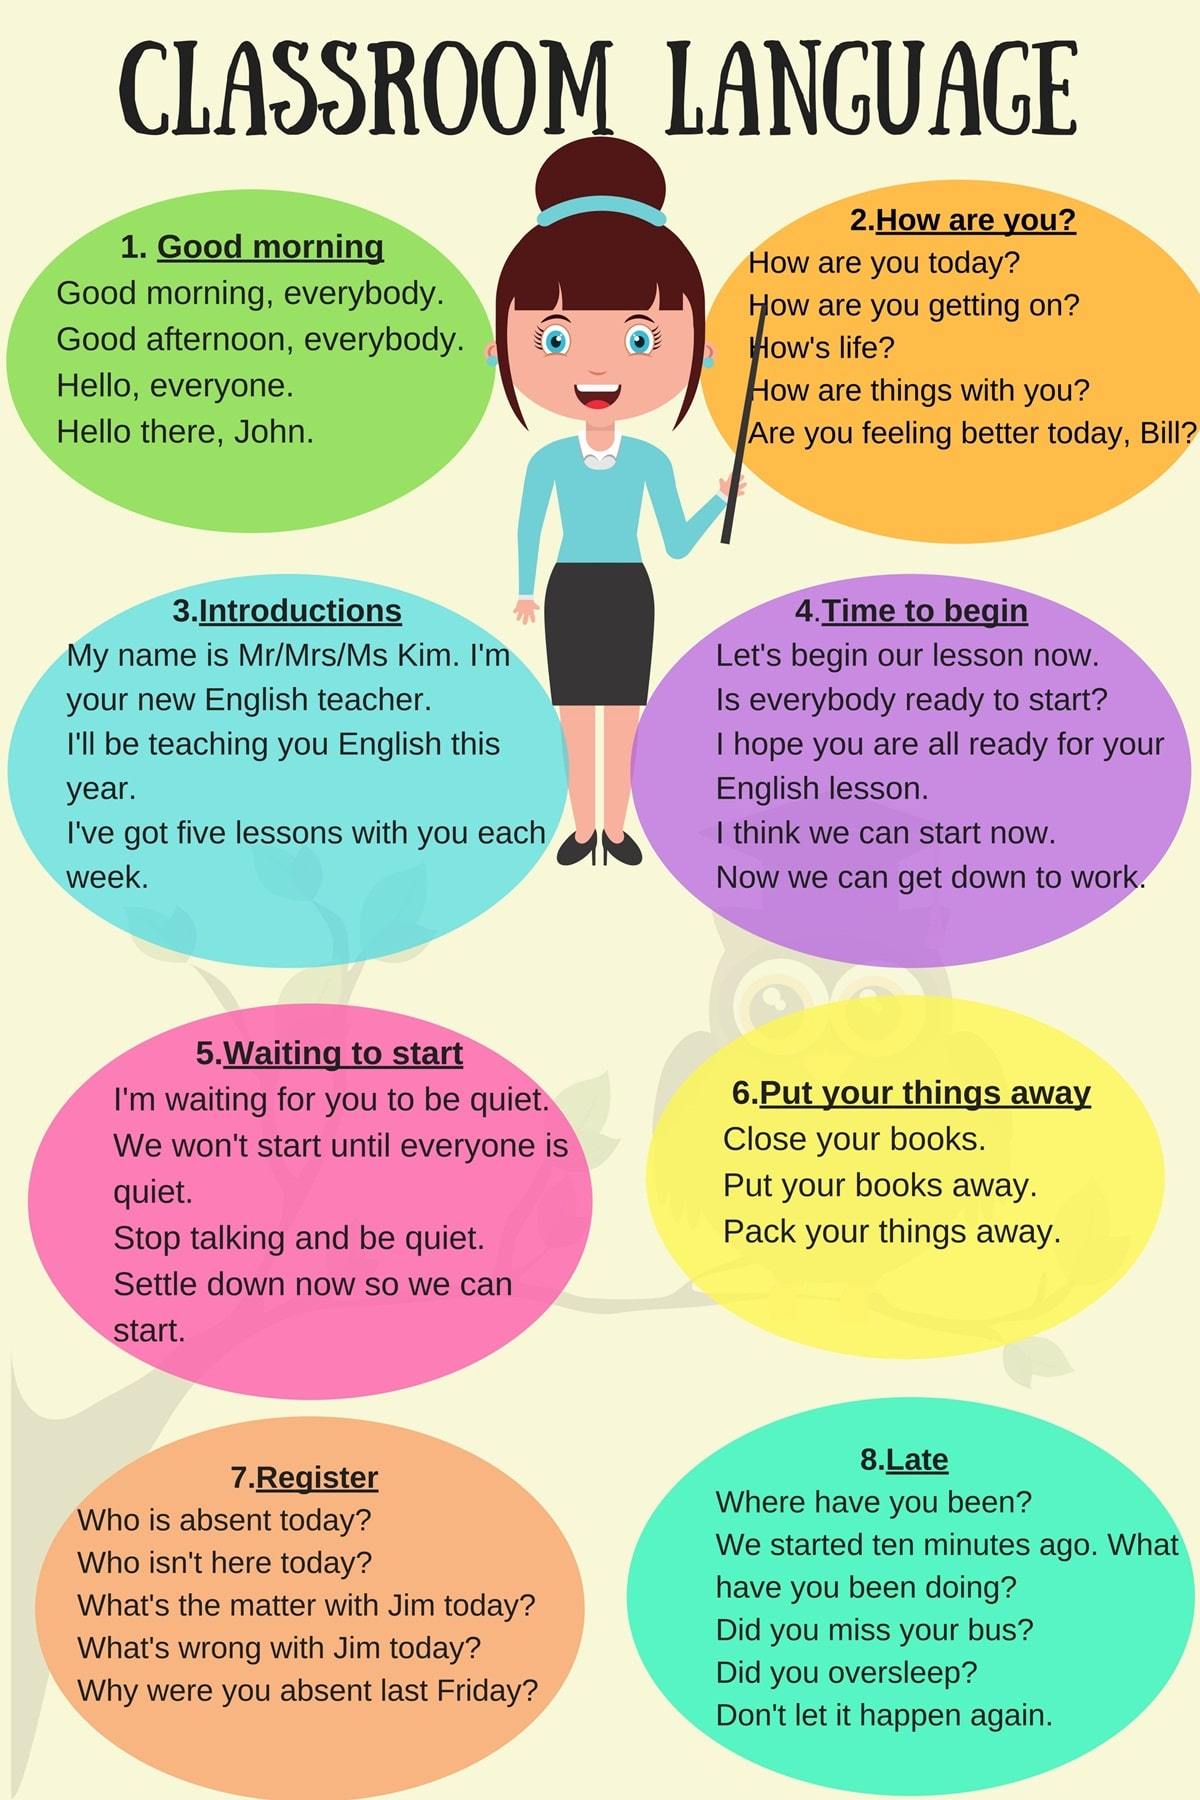 CLASSROOM LANGUAGE
1. Good morning
Good morning, everybody.
Good afternoon, everybody.
Hello, everyone.
Hello there, John.
2.How are you?
How are you today?
How are you getting on?
How's life?
How are things with you?
Are you feeling better today, Bill?
3.Introductions
My name is Mr/Mrs/Ms Kim. I'm
your new English teacher.
I'll be teaching you English this
year.
I've got five lessons with you each
week.
4.Time to begin
Let's begin our lesson now.
Is everybody ready to start?
I hope you are all ready for your
English lesson.
I think we can start now.
Now we can get down to work.
5.Waiting to start
I'm waiting for you to be quiet.
We won't start until everyone is
quiet.
Stop talking and be quiet.
Settle down now so we can
start.
6.Put your things away
Close your books.
Put your books away.
Pack your things away.
7.Register
Who is absent today?
Who isn't here today?
What's the matter with Jim today?
What's wrong with Jim today?
Why were you absent last Friday?
8.Late
Where have you been?
We started ten minutes ago. What
have you been doing?
Did you miss your bus?
Did you oversleep?
Don't let it happen again.